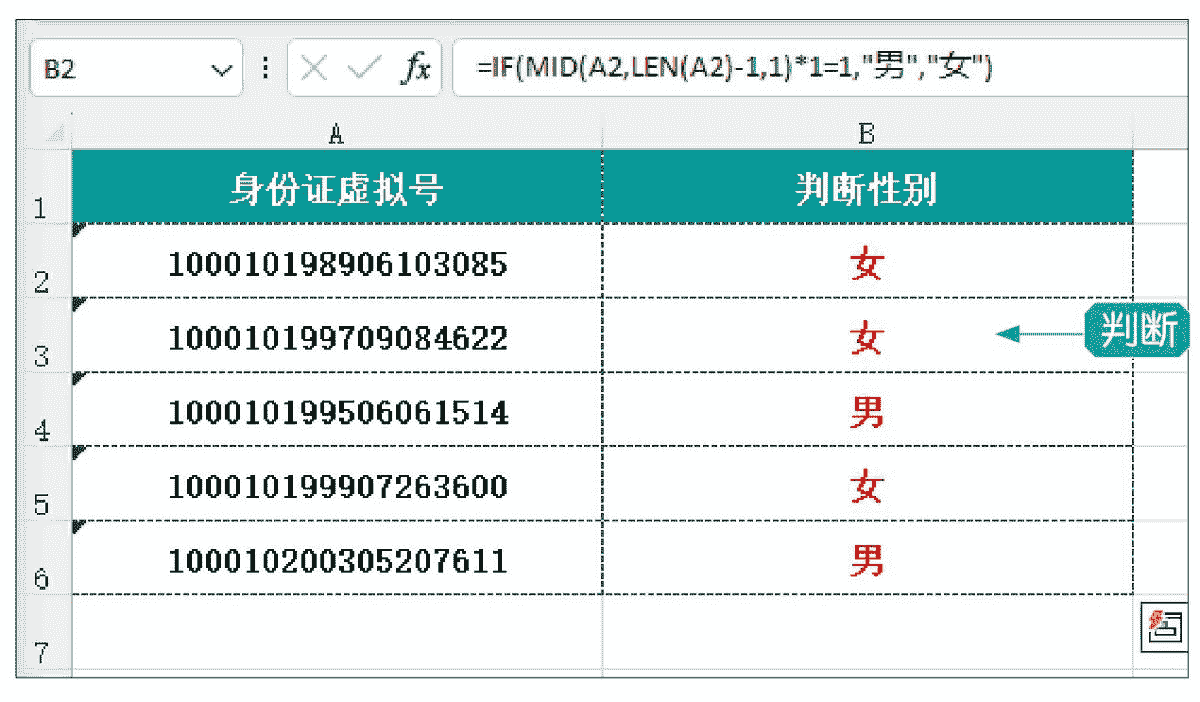 B2 fx =IF(MID(A2,LEN(A2)-1,1)*1=1,"男","女")
A B
1 身份证虚拟号 判断性别
2 100010198906103085 女
3 100010199709084622 女 判断
4 100010199506061514 男
5 100010199907263600 女
6 100010200305207611 男
7